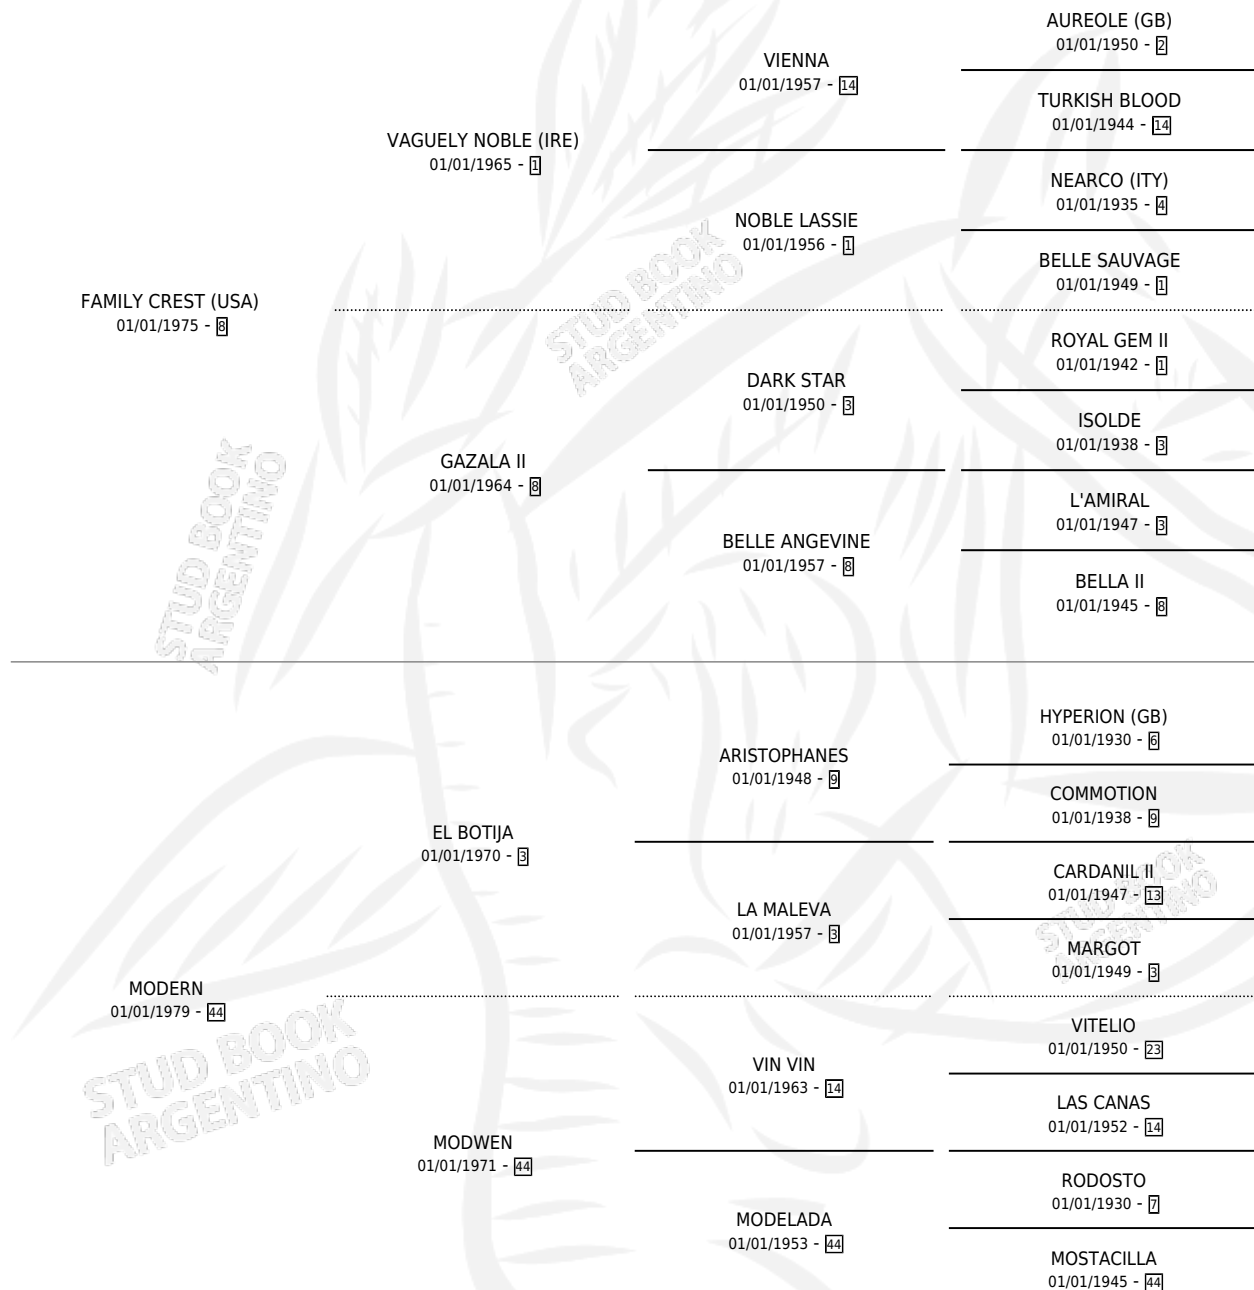 AUREOLE (GB)
01/01/1950 - 2
VIENNA
01/01/1957 - 14
TURKISH BLOOD
01/01/1944 - 14
VAGUELY NOBLE (IRE)
01/01/1965 - 1
NEARCO (ITY)
01/01/1935 - 4
NOBLE LASSIE
01/01/1956 - 1
BELLE SAUVAGE
01/01/1949 - 1
FAMILY CREST (USA)
01/01/1975 - 8
ROYAL GEM II
01/01/1942 - 1
DARK STAR
01/01/1950 - 3
ISOLDE
01/01/1938 - 3
GAZALA II
01/01/1964 - 8
L'AMIRAL
01/01/1947 - 3
BELLE ANGEVINE
01/01/1957 - 8
BELLA II
01/01/1945 - 8
HYPERION (GB)
01/01/1930 - 6
ARISTOPHANES
01/01/1948 - 9
COMMOTION
01/01/1938 - 9
EL BOTIJA
01/01/1970 - 3
CARDANIL II
01/01/1947 - 13
LA MALEVA
01/01/1957 - 3
MARGOT
01/01/1949 - 3
MODERN
01/01/1979 - 44
VITELIO
01/01/1950 - 23
VIN VIN
01/01/1963 - 14
LAS CANAS
01/01/1952 - 14
MODWEN
01/01/1971 - 44
RODOSTO
01/01/1930 - 7
MODELADA
01/01/1953 - 44
MOSTACILLA
01/01/1945 - 44
STUD BOOK
ARGENTINO
STUD BOOK
ARGENTINO
STUD BOOK
ARGENTINO
STUD BOOK
ARGENTINO